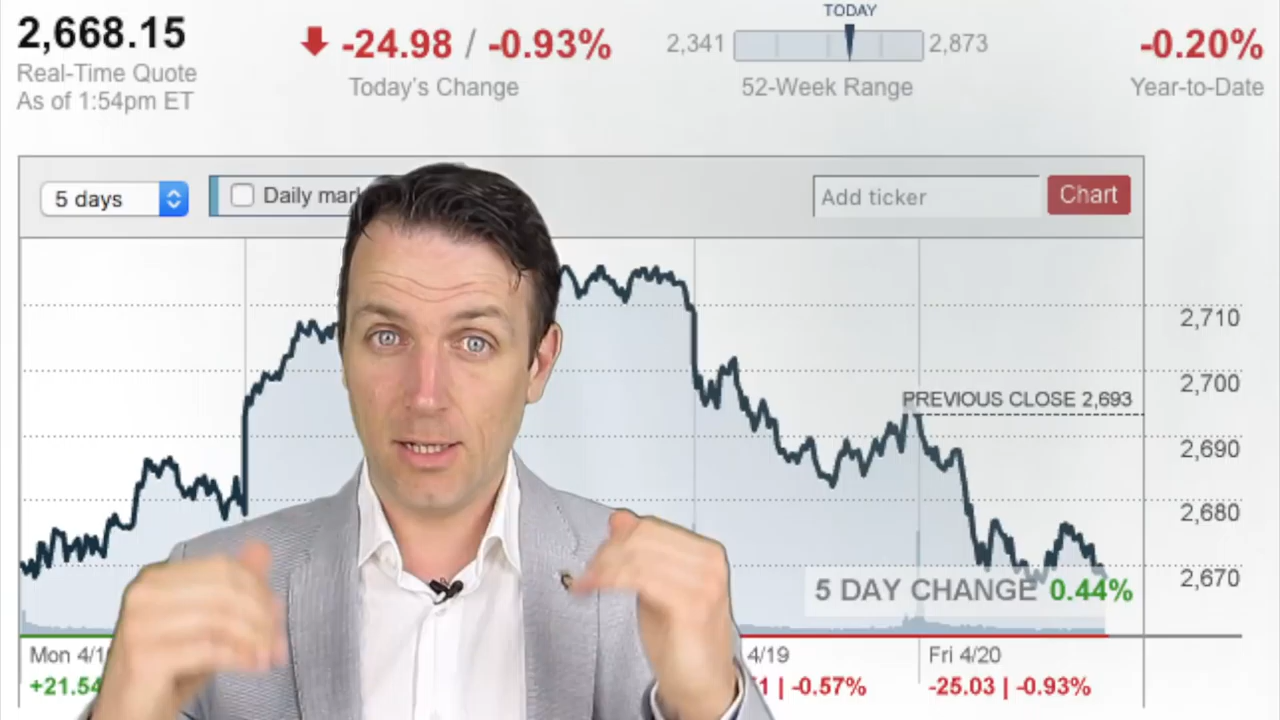 2,668.15
Real-Time Quote
As of 1:54pm ET
-24.98 / -0.93%
Today's Change
TODAY
2,341 2,873
52-Week Range
-0.20%
Year-to-Date
5 days
Daily
Add ticker
Chart
2,710
2,700
PREVIOUS CLOSE 2,693
2,690
2,680
2,670
5 DAY CHANGE 0.44%
Mon
+21.54
4/19
| -0.57%
Fri 4/20
-25.03 | -0.93%